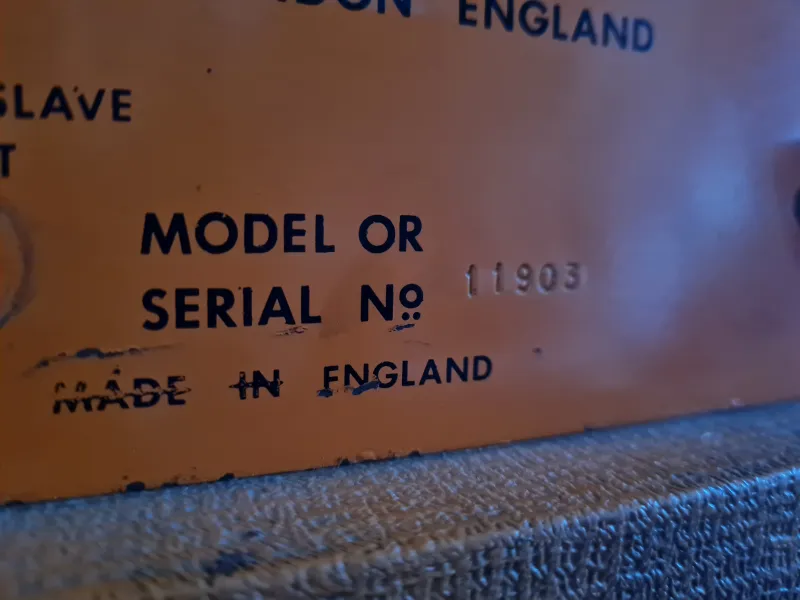 ENGLAND
SLAVE
T
MODEL OR
SERIAL Nº 11903
MADE IN ENGLAND